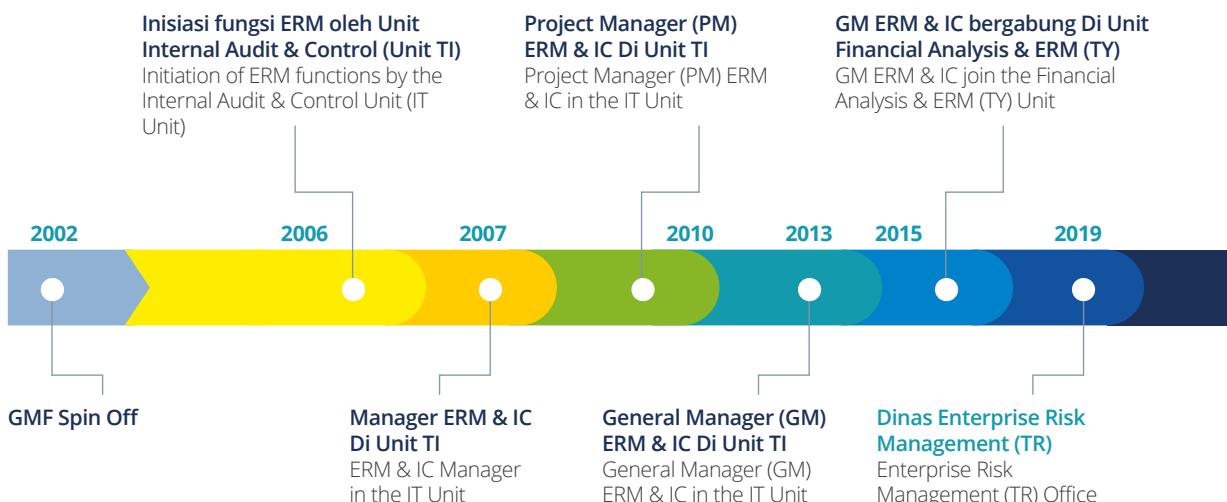 Inisiasi fungsi ERM oleh Unit
Internal Audit & Control (Unit TI)
Initiation of ERM functions by the
Internal Audit & Control Unit (IT
Unit)
Project Manager (PM)
ERM & IC Di Unit TI
Project Manager (PM) ERM
& IC in the IT Unit
GM ERM & IC bergabung Di Unit
Financial Analysis & ERM (TY)
GM ERM & IC join the Financial
Analysis & ERM (TY) Unit
2002
2006
2007
2010
2013
2015
2019
GMF Spin Off
Manager ERM & IC
Di Unit TI
ERM & IC Manager
in the IT Unit
General Manager (GM)
ERM & IC Di Unit TI
General Manager (GM)
ERM & IC in the IT Unit
Dinas Enterprise Risk
Management (TR)
Enterprise Risk
Management (TR) Office